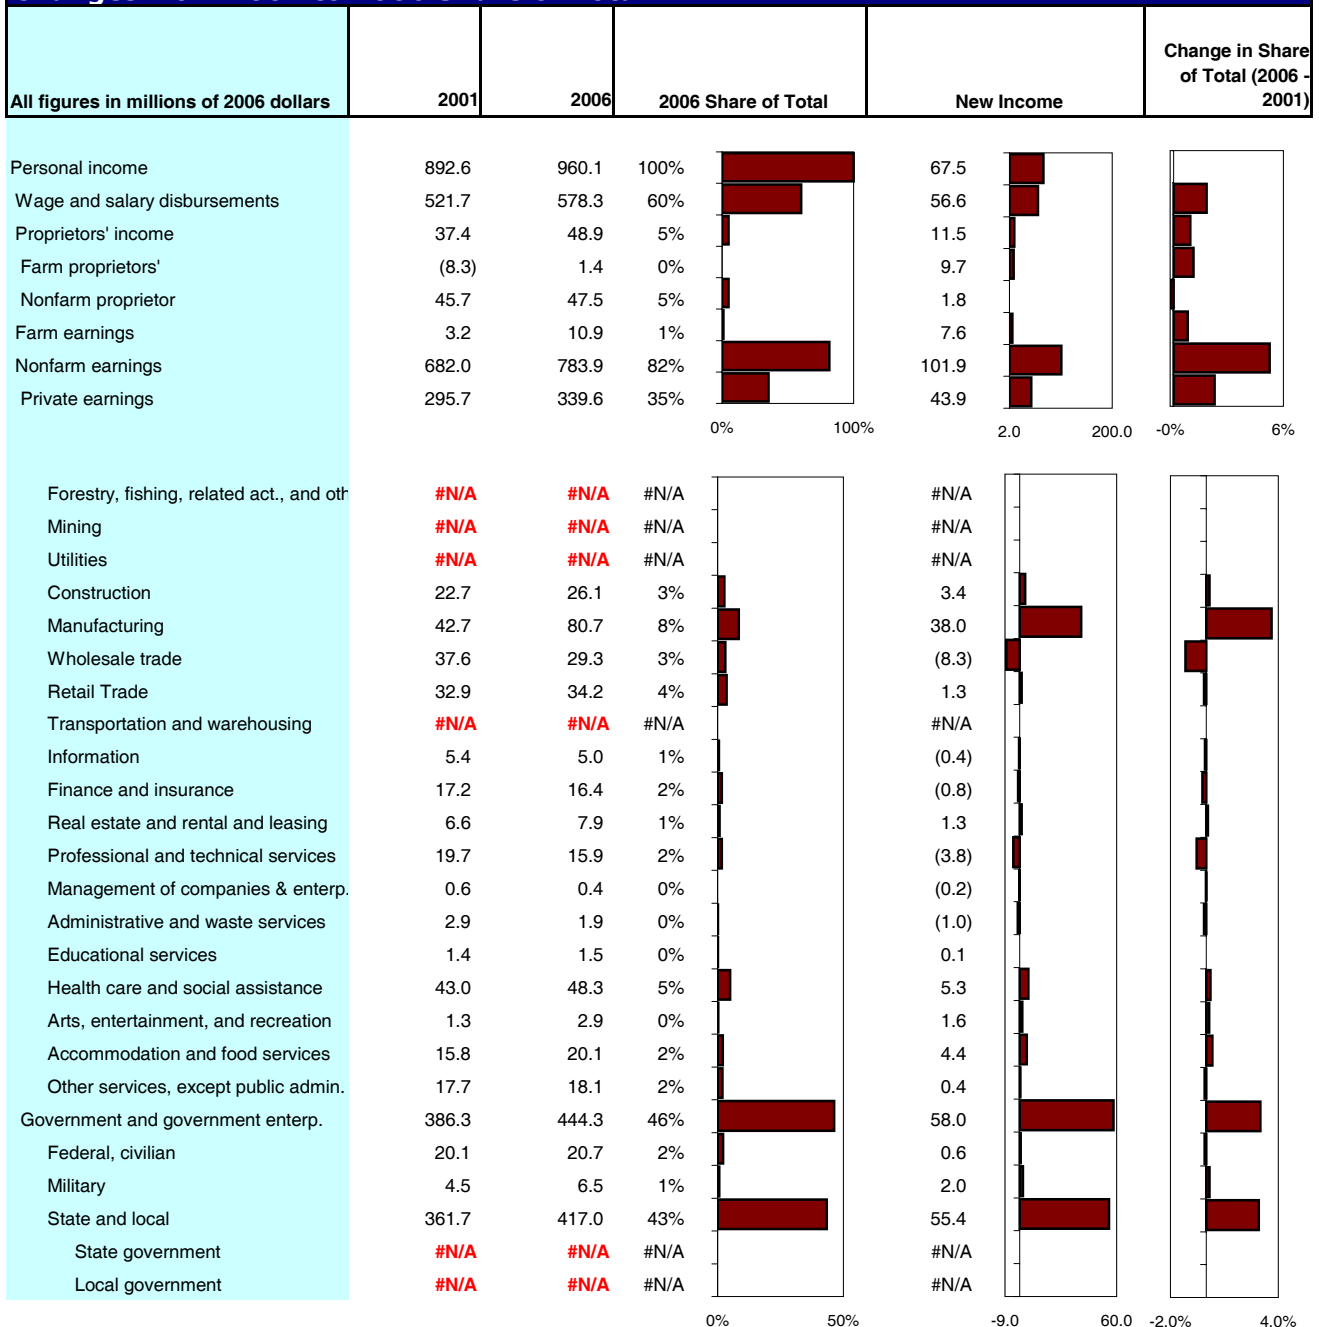 Change in Share
of Total (2006 -
All figures in millions of 2006 dollars 2001 2006 2006 Share of Total New Income 2001)
Personal income 892.6 960.1 100% 67.5
Wage and salary disbursements 521.7 578.3 60% 56.6
Proprietors' income 37.4 48.9 5% 11.5
Farm proprietors' (8.3) 1.4 0% 9.7
Nonfarm proprietor 45.7 47.5 5% 1.8
Farm earnings 3.2 10.9 1% 7.6
Nonfarm earnings 682.0 783.9 82% 101.9
Private earnings 295.7 339.6 35% 43.9
0% 100% 2.0 200.0 -0% 6%
Forestry, fishing, related act., and oth #N/A #N/A #N/A #N/A
Mining #N/A #N/A #N/A #N/A
Utilities #N/A #N/A #N/A #N/A
Construction 22.7 26.1 3% 3.4
Manufacturing 42.7 80.7 8% 38.0
Wholesale trade 37.6 29.3 3% (8.3)
Retail Trade 32.9 34.2 4% 1.3
Transportation and warehousing #N/A #N/A #N/A #N/A
Information 5.4 5.0 1% (0.4)
Finance and insurance 17.2 16.4 2% (0.8)
Real estate and rental and leasing 6.6 7.9 1% 1.3
Professional and technical services 19.7 15.9 2% (3.8)
Management of companies & enterp. 0.6 0.4 0% (0.2)
Administrative and waste services 2.9 1.9 0% (1.0)
Educational services 1.4 1.5 0% 0.1
Health care and social assistance 43.0 48.3 5% 5.3
Arts, entertainment, and recreation 1.3 2.9 0% 1.6
Accommodation and food services 15.8 20.1 2% 4.4
Other services, except public admin. 17.7 18.1 2% 0.4
Government and government enterp. 386.3 444.3 46% 58.0
Federal, civilian 20.1 20.7 2% 0.6
Military 4.5 6.5 1% 2.0
State and local 361.7 417.0 43% 55.4
State government #N/A #N/A #N/A #N/A
Local government #N/A #N/A #N/A #N/A
0% 50% -9.0 60.0 -2.0% 4.0%